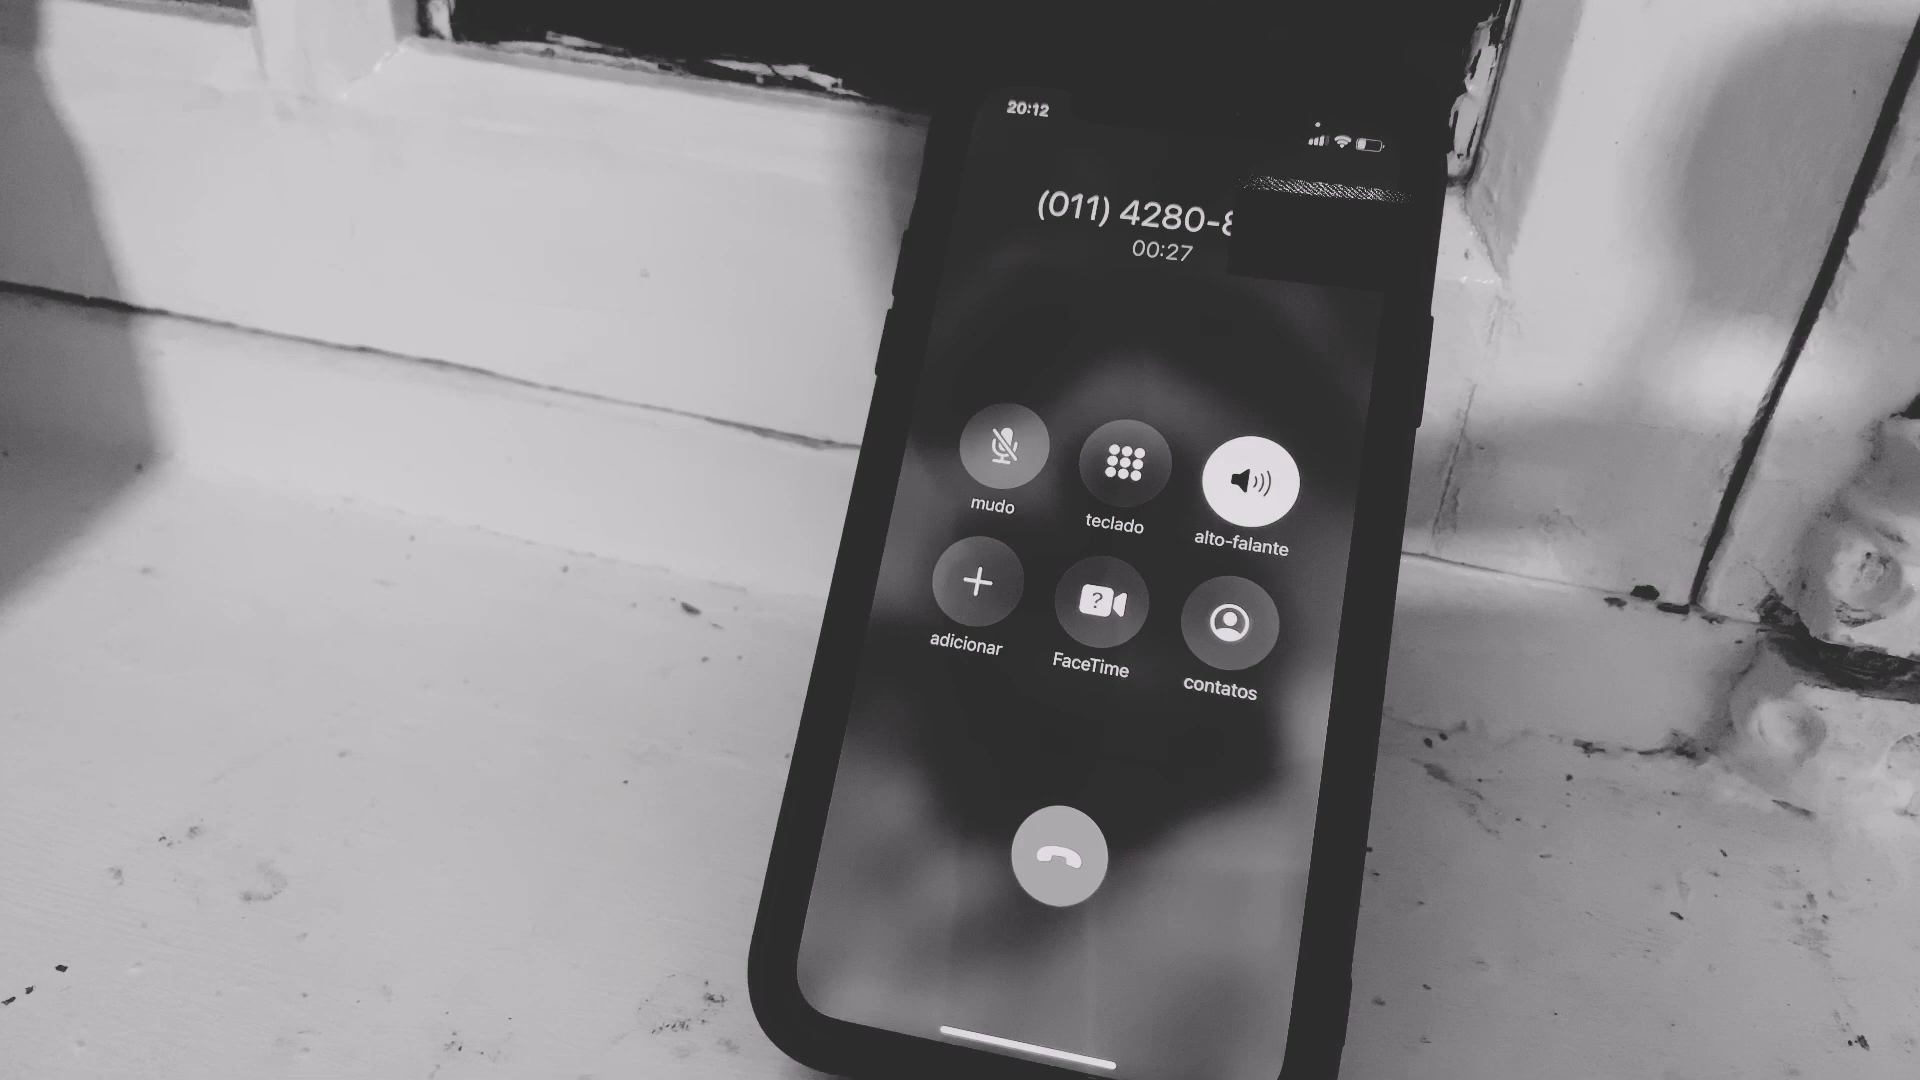 20:12
(011) 4280-
00:27
mudo
teclado
alto-falante
adicionar
?
FaceTime
contatos